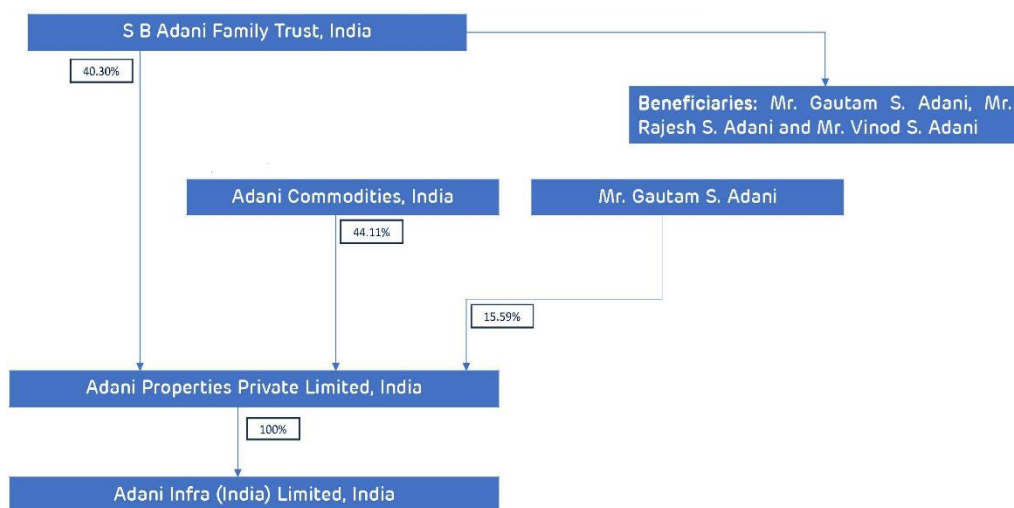 S B Adani Family Trust, India
40.30%
Beneficiaries: Mr. Gautam S. Adani, Mr.
Rajesh S. Adani and Mr. Vinod S. Adani
Adani Commodities, India
Mr. Gautam S. Adani
44.11%
15.59%
Adani Properties Private Limited, India
100%
Adani Infra (India) Limited, India